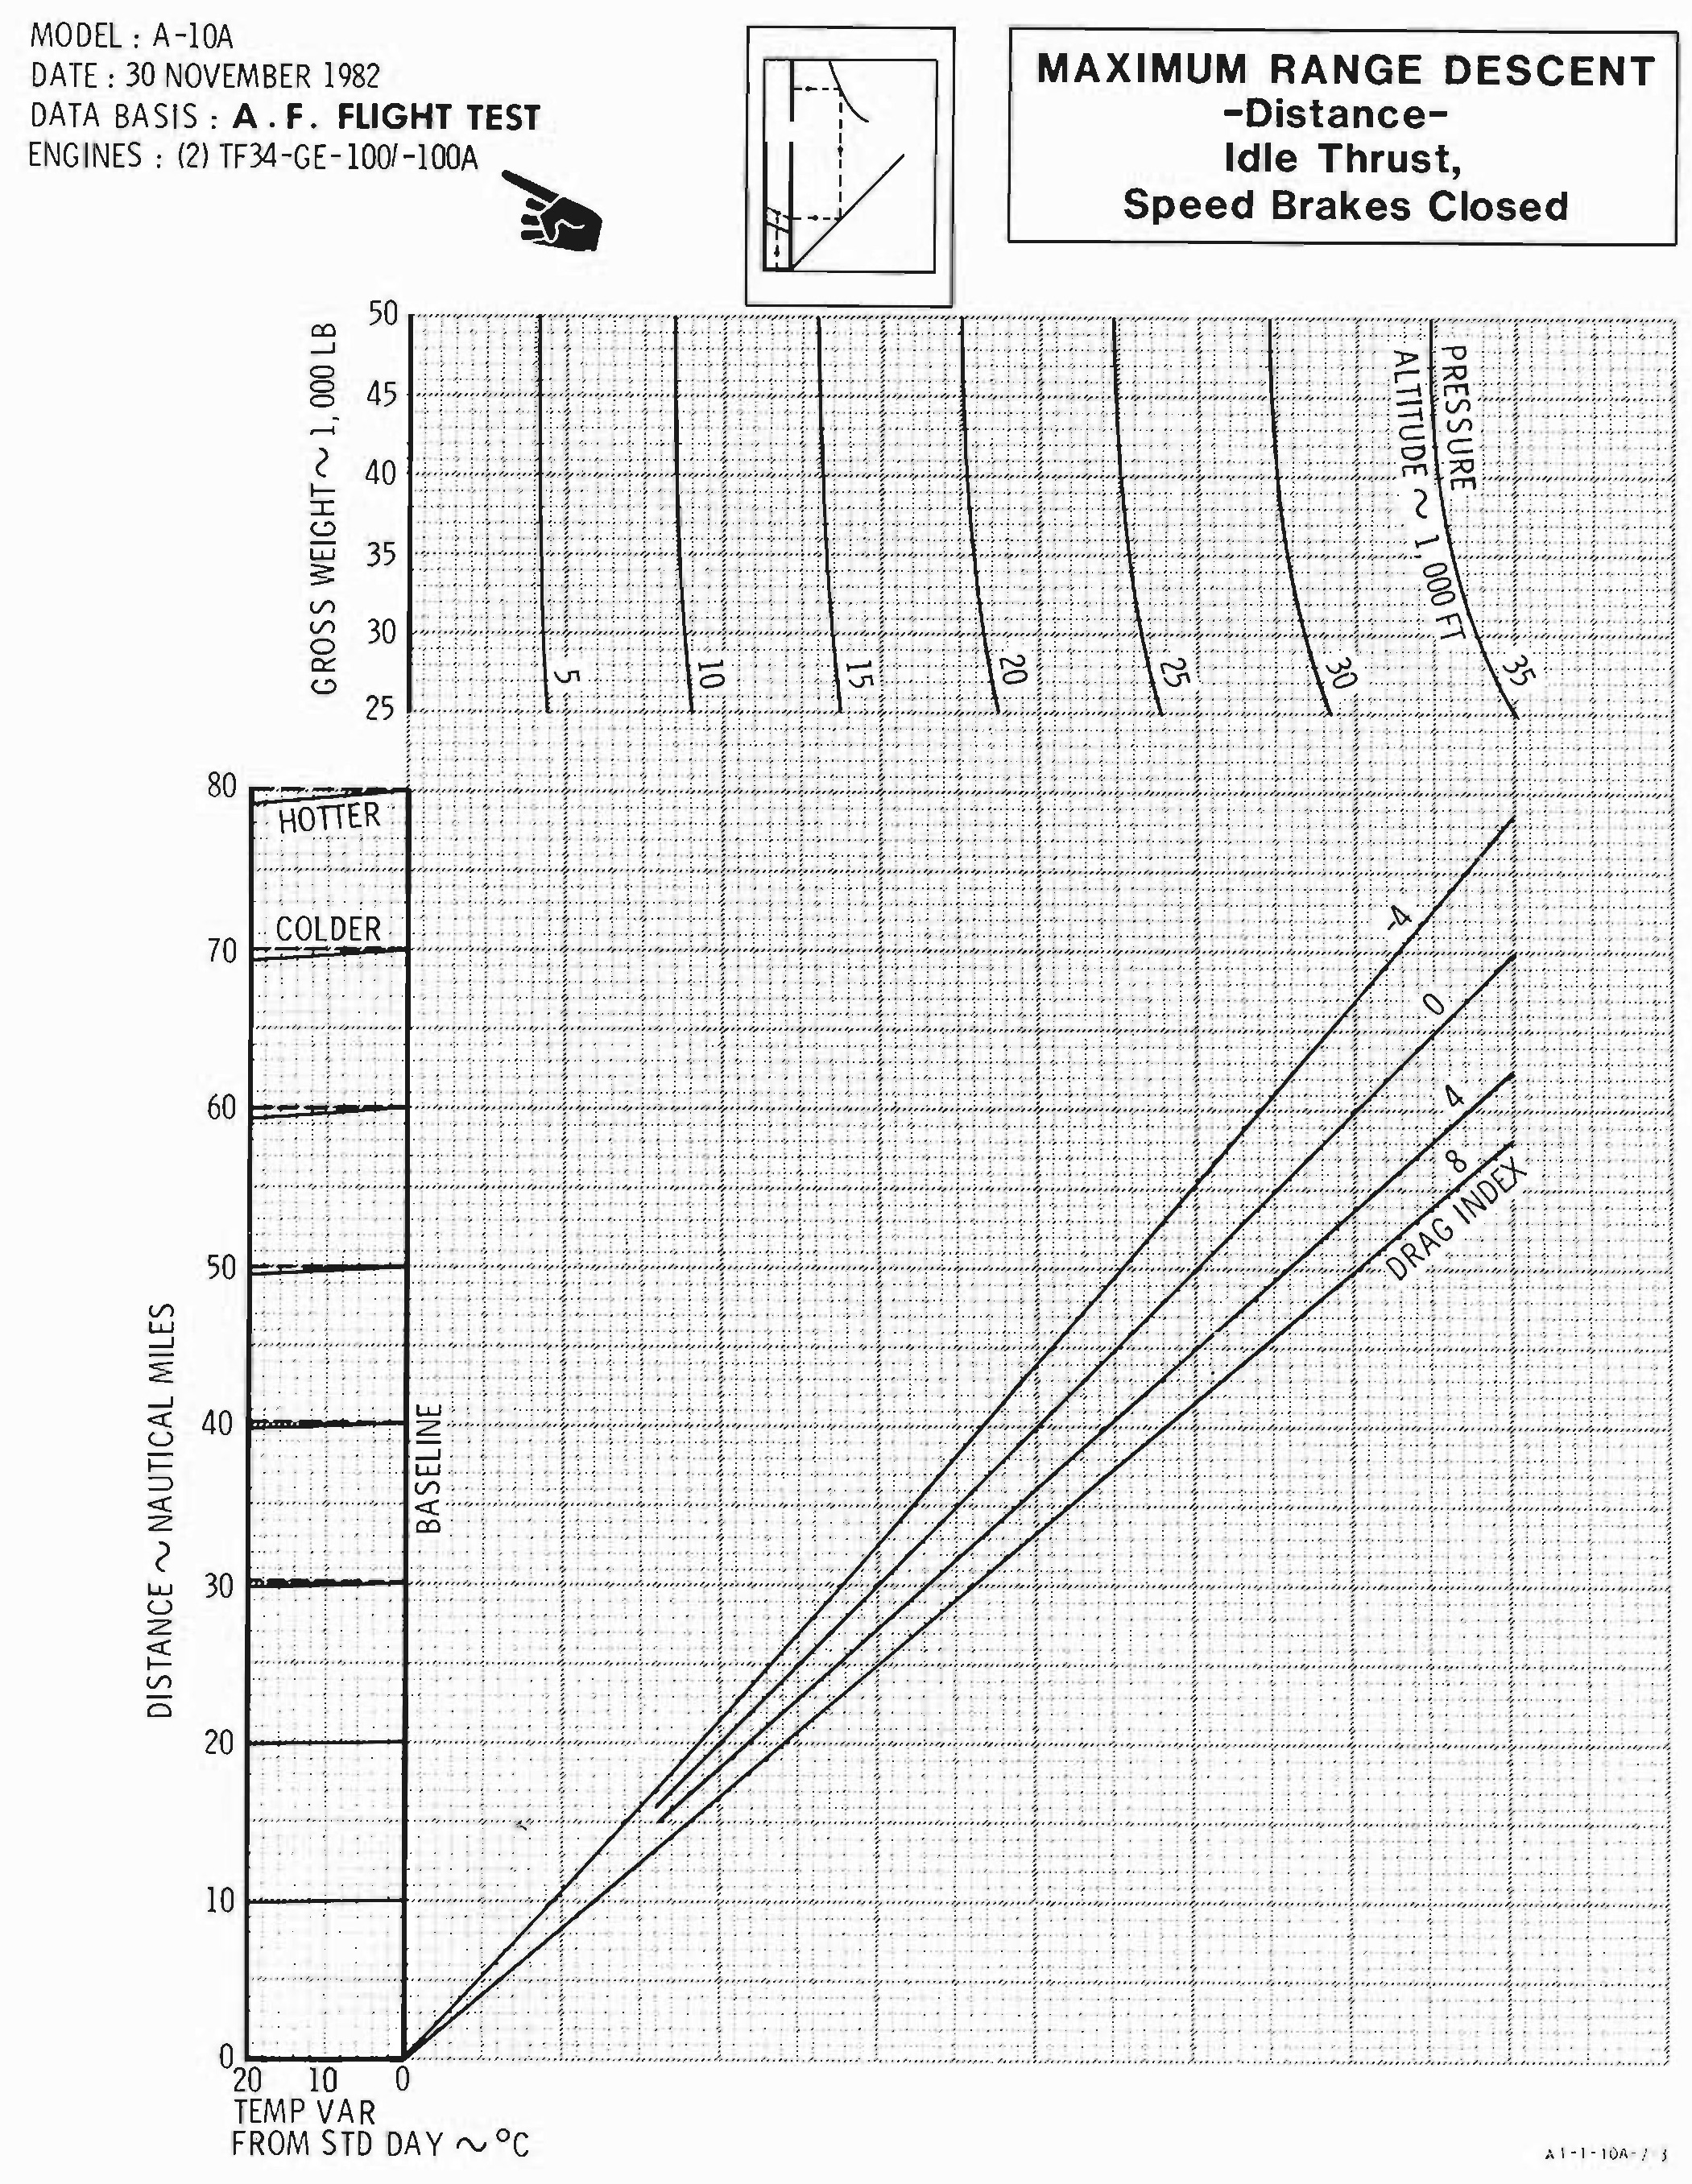 MODEL : A-10A
DATE : 30 NOVEMBER 1982
DATA BASIS : A.F. FLIGHT TEST
ENGINES : (2) TF34-GE-100/-100A
MAXIMUM RANGE DESCENT
-Distance-
Idle Thrust,
Speed Brakes Closed
GROSS WEIGHT ~ 1,000 LB
50
45
40
35
30
25
PRESSURE
ALTITUDE ~ 1,000 FT
5
10
15
20
25
30
35
DISTANCE ~ NAUTICAL MILES
80
70
60
50
40
30
20
10
0
HOTTER
COLDER
BASELINE
-4
0
4
8
DRAG INDEX
20 10 0
TEMP VAR
FROM STD DAY ~ °C